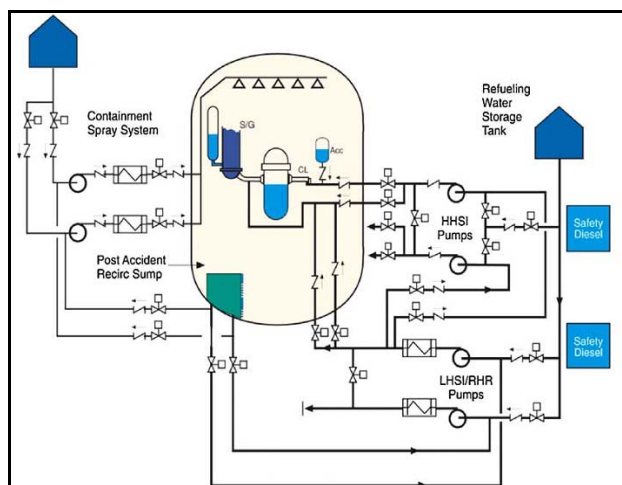 Containment
Spray System
S/G
Acc
CL
Refueling
Water
Storage
Tank
HHSI
Pumps
Safety
Diesel
Post Accident
Recirc Sump
Safety
Diesel
LHSI/RHR
Pumps